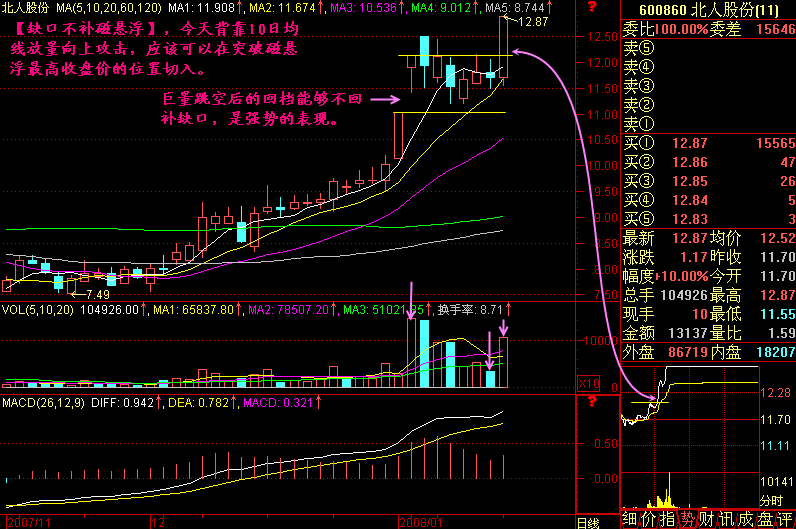 北人股份 MA(5,10,20,60,120) MA1: 11.908↑, MA2: 11.674↑, MA3: 10.536↑, MA4: 9.012↑, MA5: 8.744↑
12.87
【缺口不补磁悬浮】，今天背靠10日均
线放量向上攻击，应该可以在突破磁悬
浮最高收盘价的位置切入。
巨量跳空后的回档能够不回
补缺口，是强势的表现。
7.49
?
12.50
12.00
11.50
11.00
10.50
10.00
9.50
9.00
8.50
8.00
7.50
VOL(5,10,20) 104926.00↑, MA1: 65837.80↑, MA2: 78607.20↑, MA3: 51021.65↑, 换手率: 8.71↑
10000
0
X10
MACD(26,12,9) DIFF: 0.942↑, DEA: 0.782↑, MACD: 0.321↑
?
0.50
0.00
2007/11
12
2008/01
日线
600860 北人股份(11)
委比100.00% 委差 15646
卖⑤
卖④
卖③
卖②
卖①
买① 12.87 15565
买② 12.86 47
买③ 12.85 26
买④ 12.84 5
买⑤ 12.83 3
最新 12.87 均价 12.52
涨跌 1.17 昨收 11.70
幅度+10.00% 今开 11.70
总手 104926 最高 12.87
现手 10 最低 11.55
金额 13137 量比 1.59
外盘 86719 内盘 18207
12.28
11.70
11.11
10141
分时
细 价 指 势 财 讯 成 盘 评